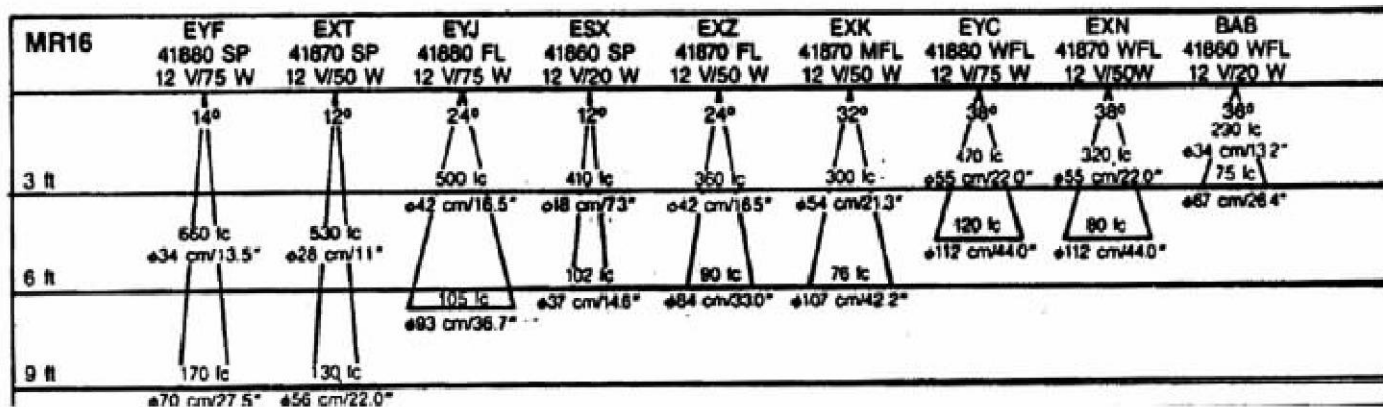 MR16
EYF EXT EYJ ESX EXZ EXK EYC EXN BAB
41880 SP 41870 SP 41880 FL 41860 SP 41870 FL 41870 MFL 41880 WFL 41870 WFL 41860 WFL
12 V/75 W 12 V/50 W 12 V/75 W 12 V/20 W 12 V/50 W 12 V/50 W 12 V/75 W 12 V/50W 12 V/20 W
14° 12° 24° 12° 24° 32° 38° 38° 36°
290 fc
470 fc 320 fc ø34 cm/13.2"
3 ft 500 fc 410 fc 360 fc 300 fc ø55 cm/22.0" ø55 cm/22.0" 75 fc
ø42 cm/16.5" ø18 cm/7.3" ø42 cm/16.5" ø54 cm/21.3" ø67 cm/26.4"
660 fc 530 fc 120 fc 80 fc
ø34 cm/13.5" ø28 cm/11" ø112 cm/44.0" ø112 cm/44.0"
6 ft 102 fc 90 fc 76 fc
105 fc ø37 cm/14.6" ø84 cm/33.0" ø107 cm/42.2"
ø93 cm/36.7"
9 ft 170 fc 130 fc
ø70 cm/27.5" ø56 cm/22.0"